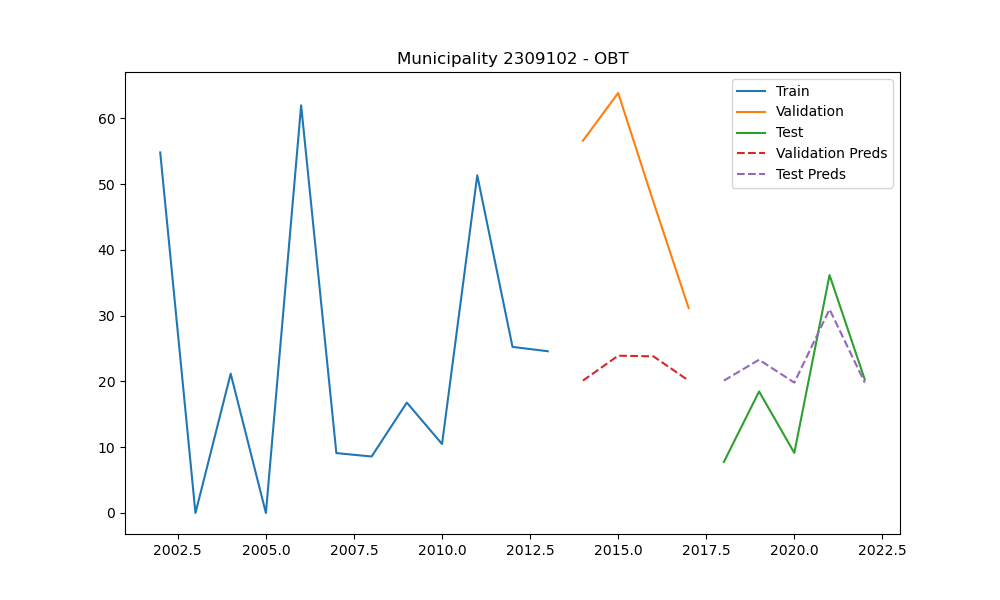 Municipality 2309102 - OBT
Train
Validation
Test
Validation Preds
Test Preds
60
50
40
30
20
10
0
2002.5 2005.0 2007.5 2010.0 2012.5 2015.0 2017.5 2020.0 2022.5